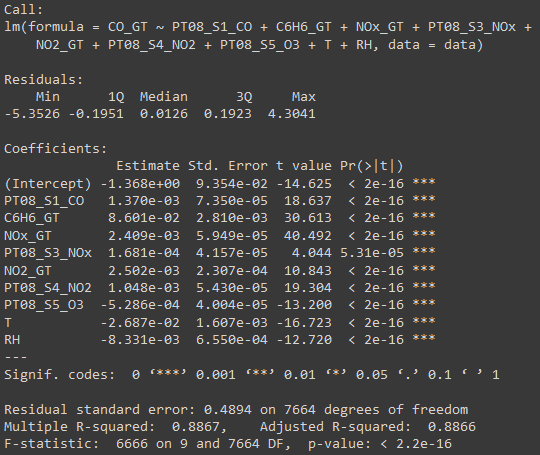 Call:
lm(formula = CO_GT ~ PT08_S1_CO + C6H6_GT + NOx_GT + PT08_S3_NOx +
    NO2_GT + PT08_S4_NO2 + PT08_S5_O3 + T + RH, data = data)

Residuals:
    Min      1Q  Median      3Q     Max
-5.3526 -0.1951  0.0126  0.1923  4.3041

Coefficients:
              Estimate Std. Error t value Pr(>|t|)
(Intercept) -1.368e+00  9.354e-02 -14.625  < 2e-16 ***
PT08_S1_CO   1.370e-03  7.350e-05  18.637  < 2e-16 ***
C6H6_GT      8.601e-02  2.810e-03  30.613  < 2e-16 ***
NOx_GT       2.409e-03  5.949e-05  40.492  < 2e-16 ***
PT08_S3_NOx  1.681e-04  4.157e-05   4.044 5.31e-05 ***
NO2_GT       2.502e-03  2.307e-04  10.843  < 2e-16 ***
PT08_S4_NO2  1.048e-03  5.430e-05  19.304  < 2e-16 ***
PT08_S5_O3  -5.286e-04  4.004e-05 -13.200  < 2e-16 ***
T           -2.687e-02  1.607e-03 -16.723  < 2e-16 ***
RH          -8.331e-03  6.550e-04 -12.720  < 2e-16 ***
---
Signif. codes:  0 ‘***’ 0.001 ‘**’ 0.01 ‘*’ 0.05 ‘.’ 0.1 ‘ ’ 1

Residual standard error: 0.4894 on 7664 degrees of freedom
Multiple R-squared:  0.8867,    Adjusted R-squared:  0.8866
F-statistic:  6666 on 9 and 7664 DF,  p-value: < 2.2e-16